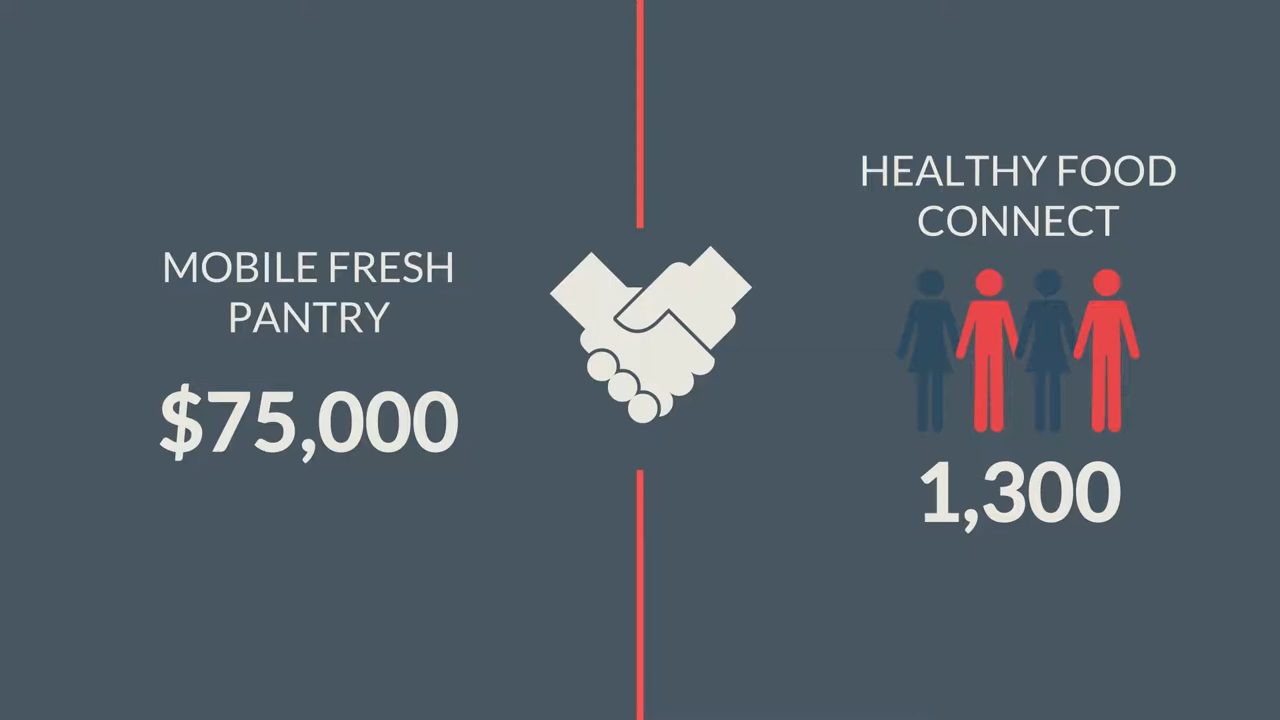 MOBILE FRESH
PANTRY
$75,000
HEALTHY FOOD
CONNECT
1,300